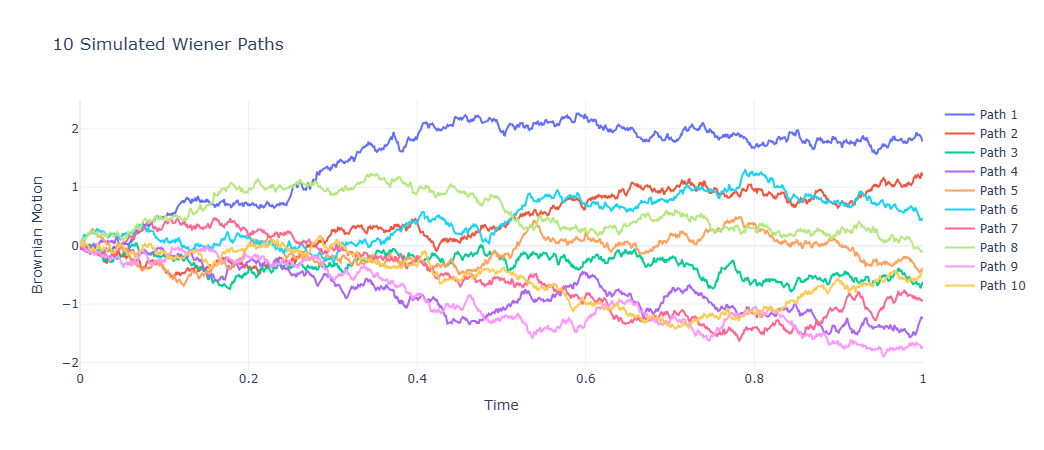 10 Simulated Wiener Paths
Brownian Motion
2
1
0
−1
−2
0
0.2
0.4
0.6
0.8
1
Time
Path 1
Path 2
Path 3
Path 4
Path 5
Path 6
Path 7
Path 8
Path 9
Path 10